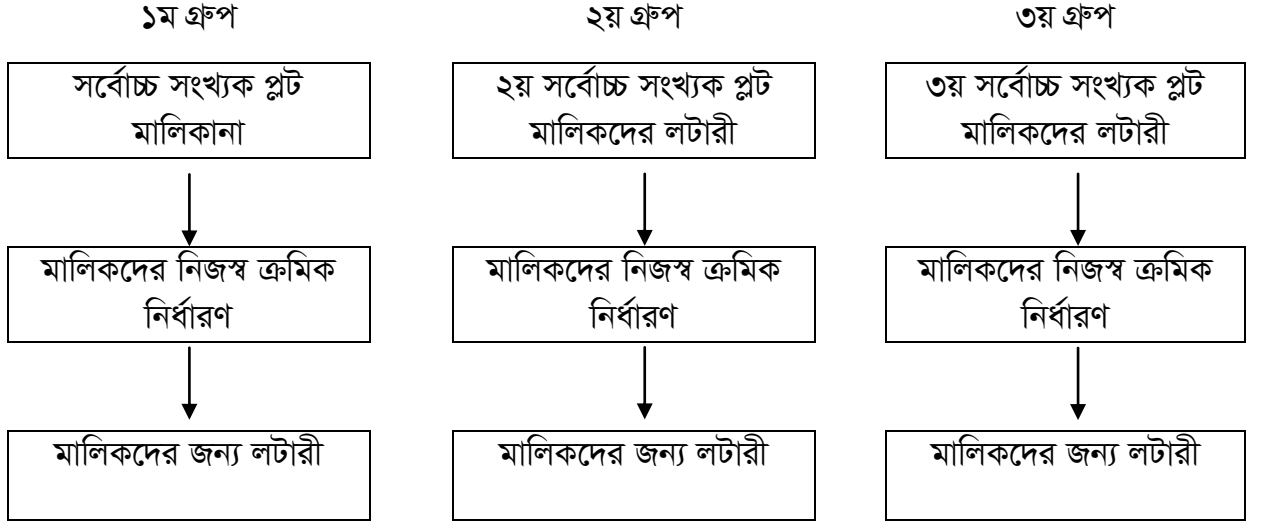 ১ম গ্রুপ
২য় গ্রুপ
৩য় গ্রুপ
সর্বোচ্চ সংখ্যক প্লট
মালিকানা
২য় সর্বোচ্চ সংখ্যক প্লট
মালিকদের লটারী
৩য় সর্বোচ্চ সংখ্যক প্লট
মালিকদের লটারী
মালিকদের নিজস্ব ক্রমিক
নির্ধারণ
মালিকদের নিজস্ব ক্রমিক
নির্ধারণ
মালিকদের নিজস্ব ক্রমিক
নির্ধারণ
মালিকদের জন্য লটারী
মালিকদের জন্য লটারী
মালিকদের জন্য লটারী